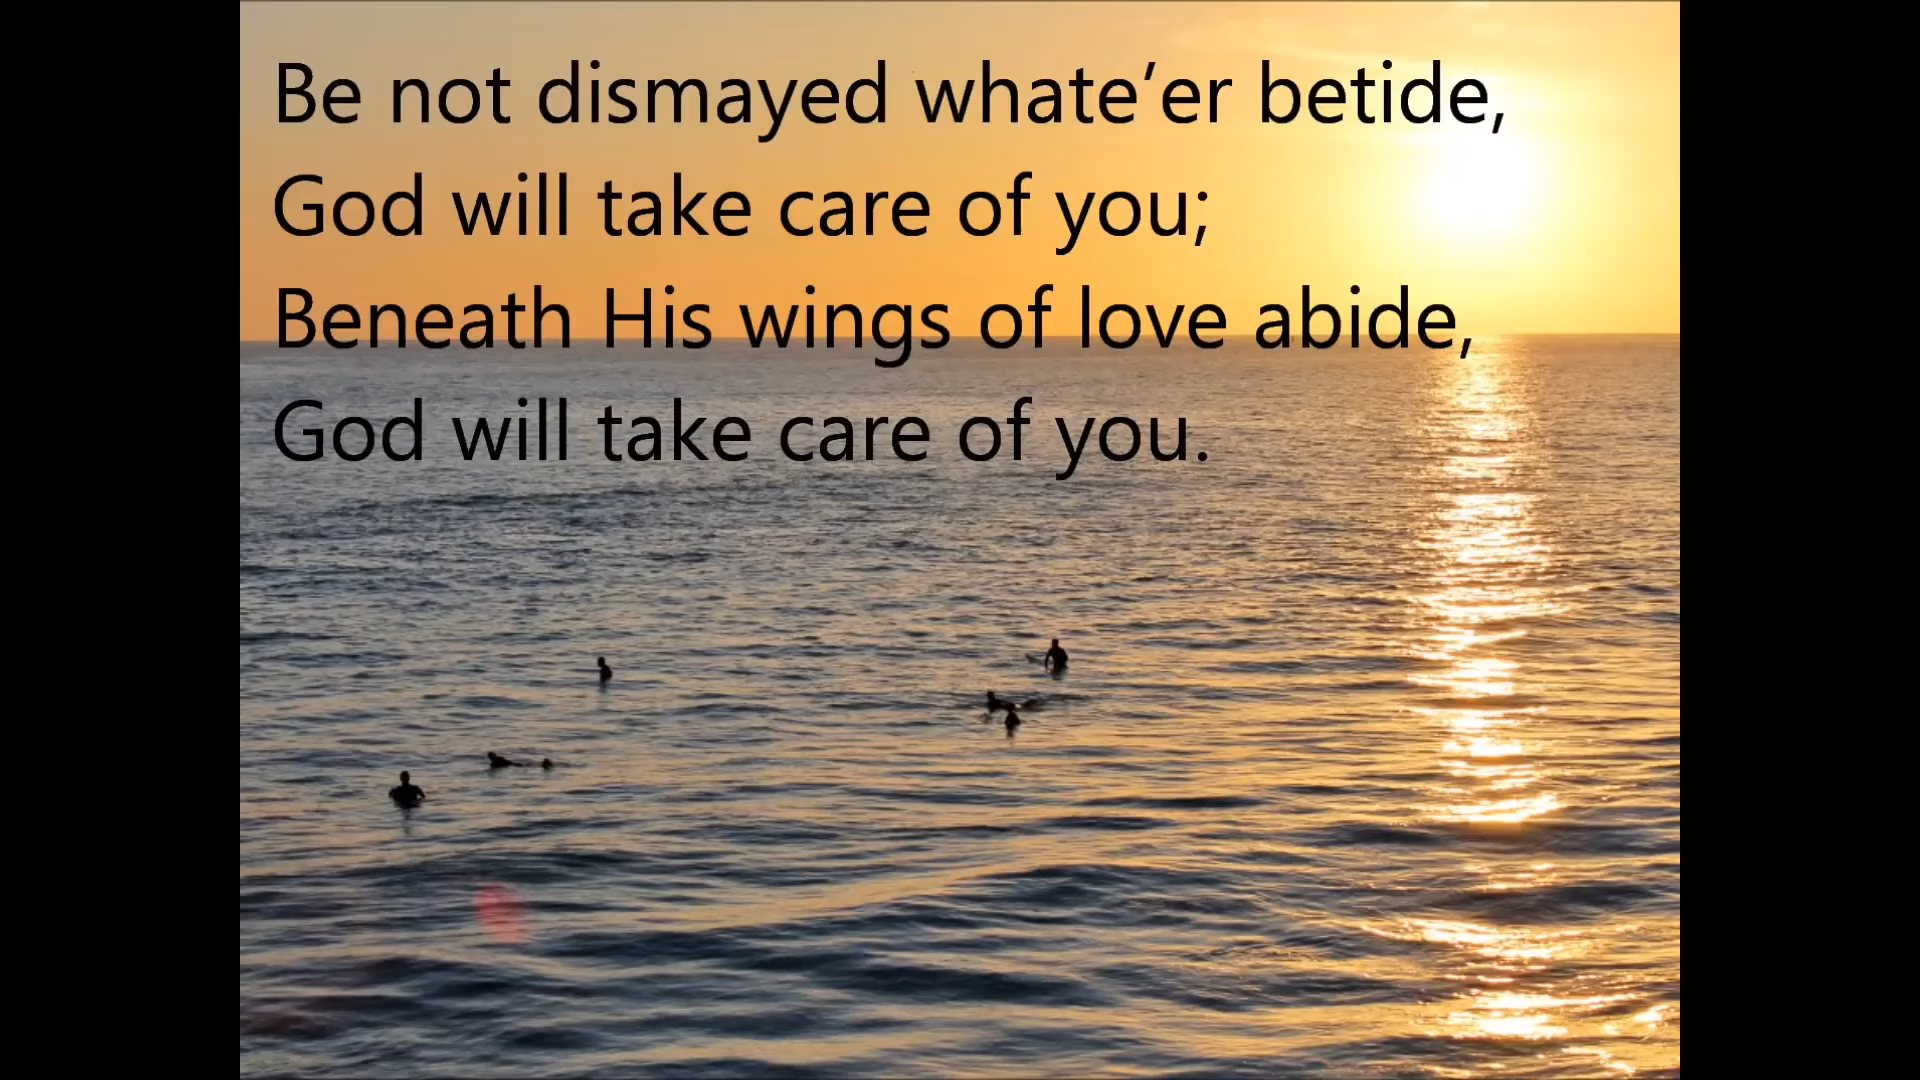 Be not dismayed whate’er betide,
God will take care of you;
Beneath His wings of love abide,
God will take care of you.